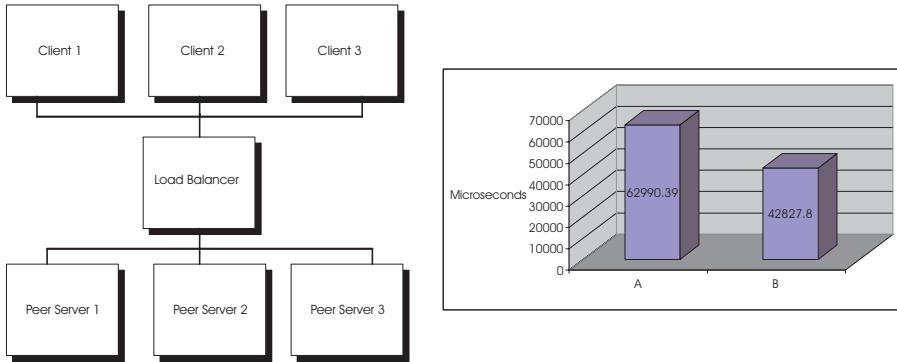 Client 1
Client 2
Client 3
Load Balancer
Peer Server 1
Peer Server 2
Peer Server 3
70000
60000
50000
40000
30000
20000
10000
0
Microseconds
62990.39
42827.8
A
B